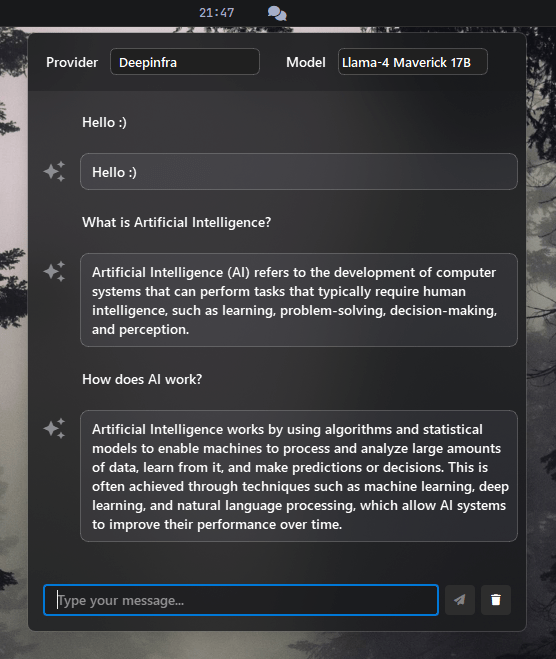 21:47
Provider Deepinfra Model Llama-4 Maverick 17B
Hello :)
Hello :)
What is Artificial Intelligence?
Artificial Intelligence (AI) refers to the development of computer
systems that can perform tasks that typically require human
intelligence, such as learning, problem-solving, decision-making,
and perception.
How does AI work?
Artificial Intelligence works by using algorithms and statistical
models to enable machines to process and analyze large amounts
of data, learn from it, and make predictions or decisions. This is
often achieved through techniques such as machine learning, deep
learning, and natural language processing, which allow AI systems
to improve their performance over time.
Type your message...